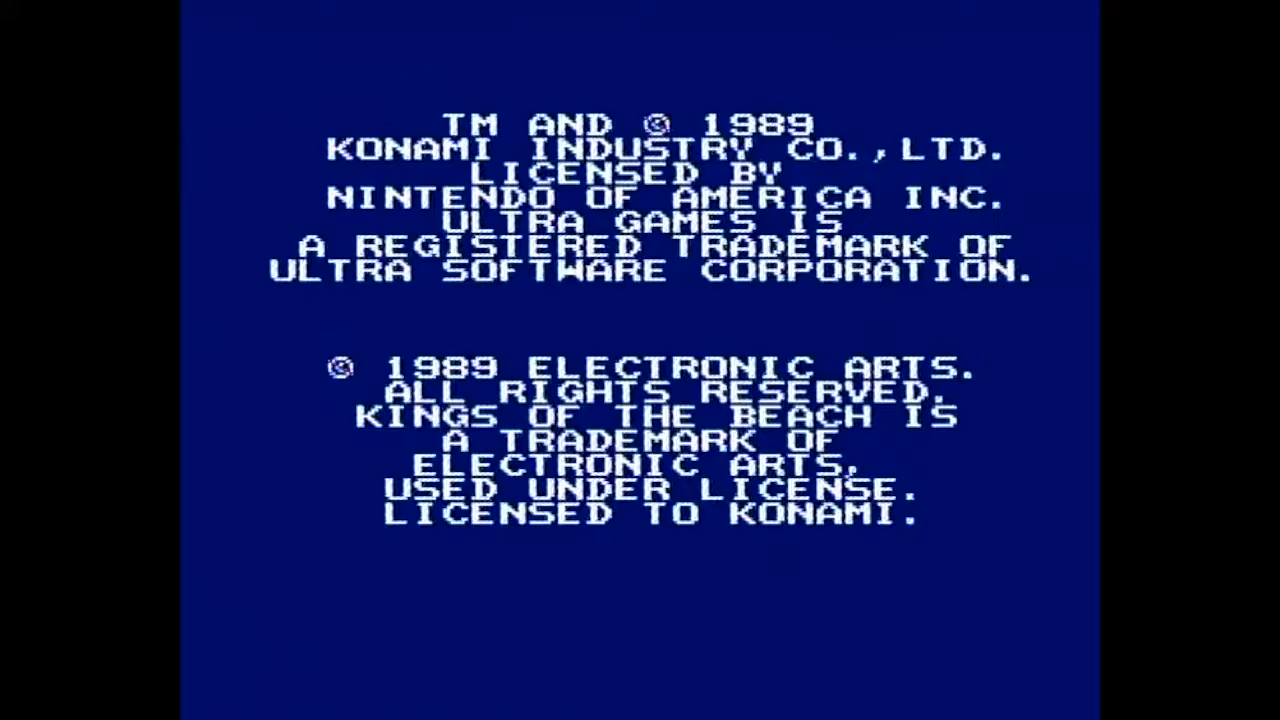 TM AND © 1989
KONAMI INDUSTRY CO.,LTD.
LICENSED BY
NINTENDO OF AMERICA INC.
ULTRA GAMES IS
A REGISTERED TRADEMARK OF
ULTRA SOFTWARE CORPORATION.
© 1989 ELECTRONIC ARTS.
ALL RIGHTS RESERVED.
KINGS OF THE BEACH IS
A TRADEMARK OF
ELECTRONIC ARTS,
USED UNDER LICENSE.
LICENSED TO KONAMI.